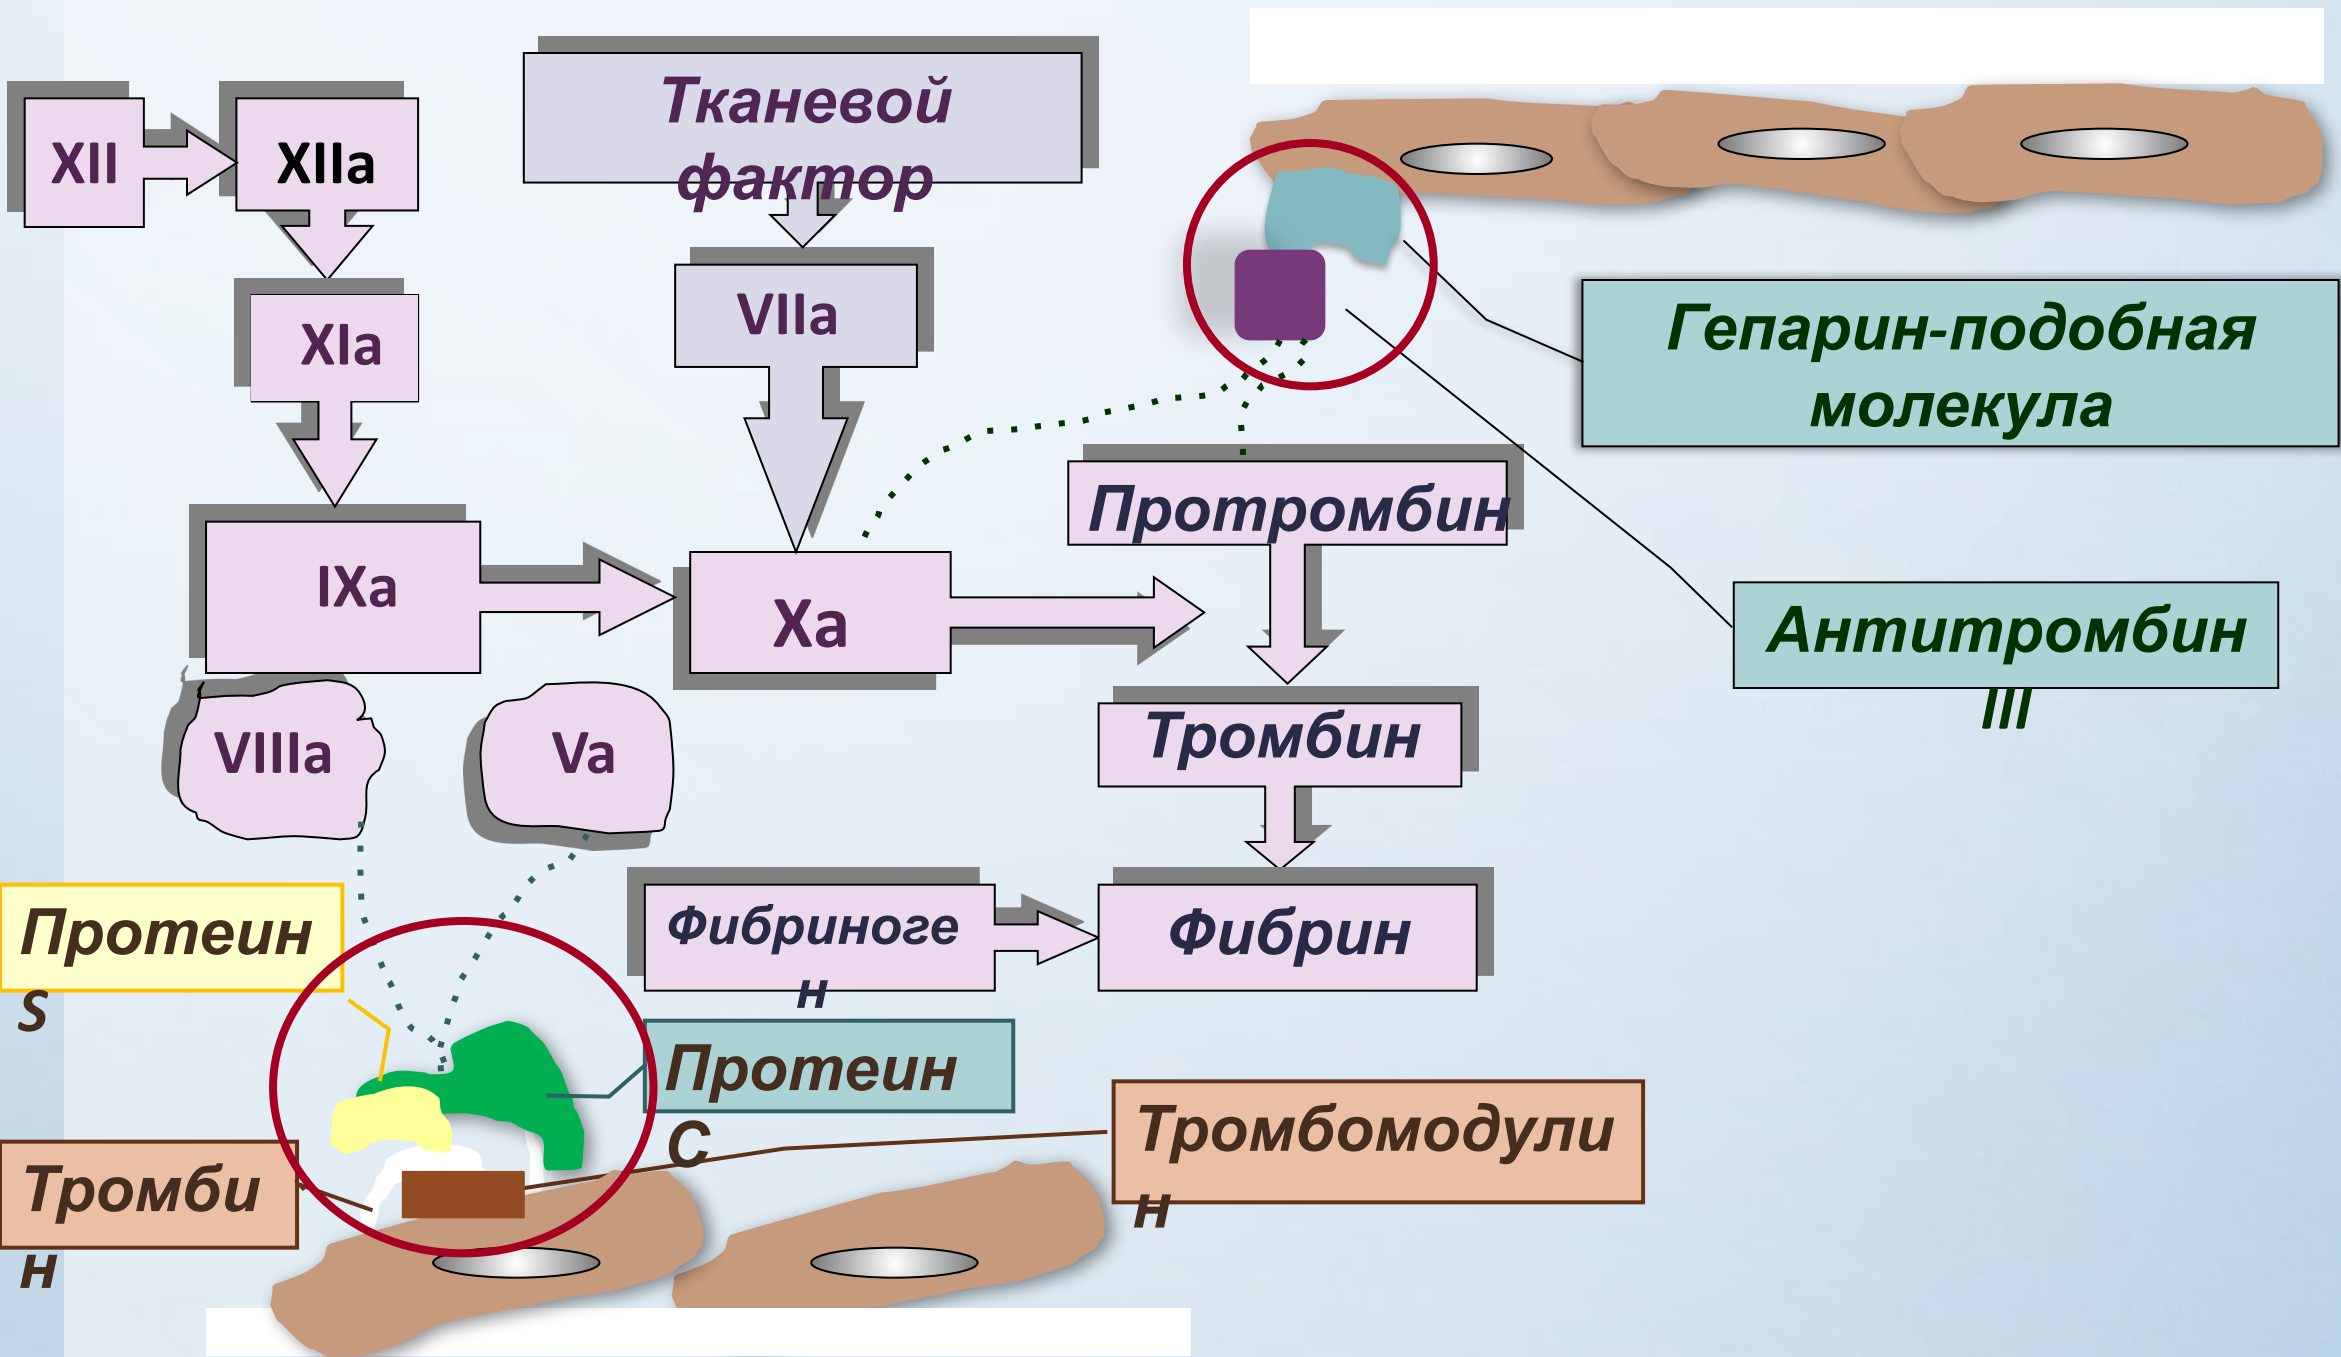 XII
XIIa
Тканевой
фактор
XIa
VIIa
Гепарин-подобная
молекула
Протромбин
IXa
Xa
Антитромбин
III
VIIIa
Va
Тромбин
Протеин
S
Фибриноге
н
Фибрин
Протеин
С
Тромбомодули
н
Тромби
н